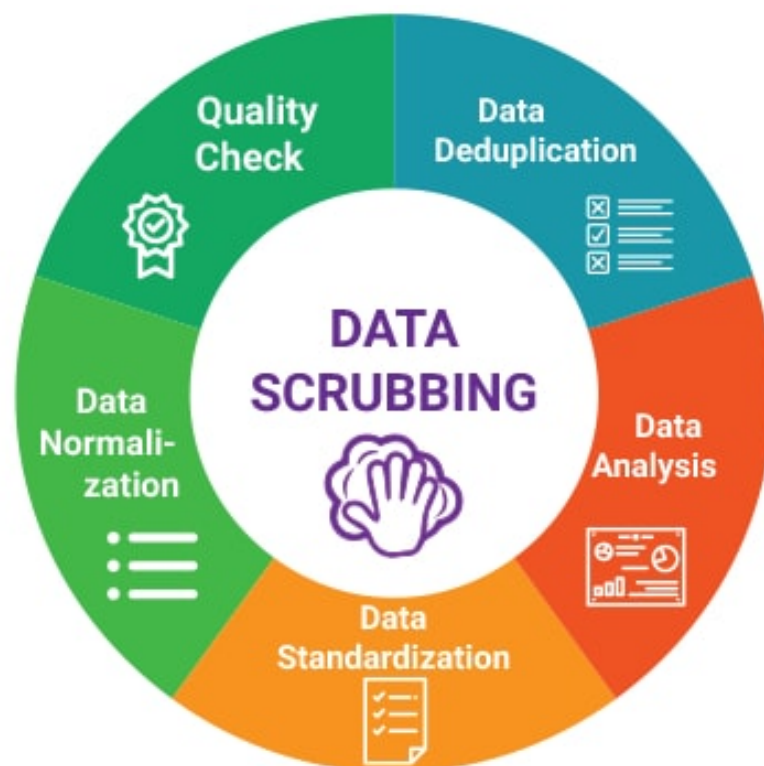 Quality
Check
Data
Deduplication
DATA
SCRUBBING
Data
Normali-
zation
Data
Analysis
Data
Standardization